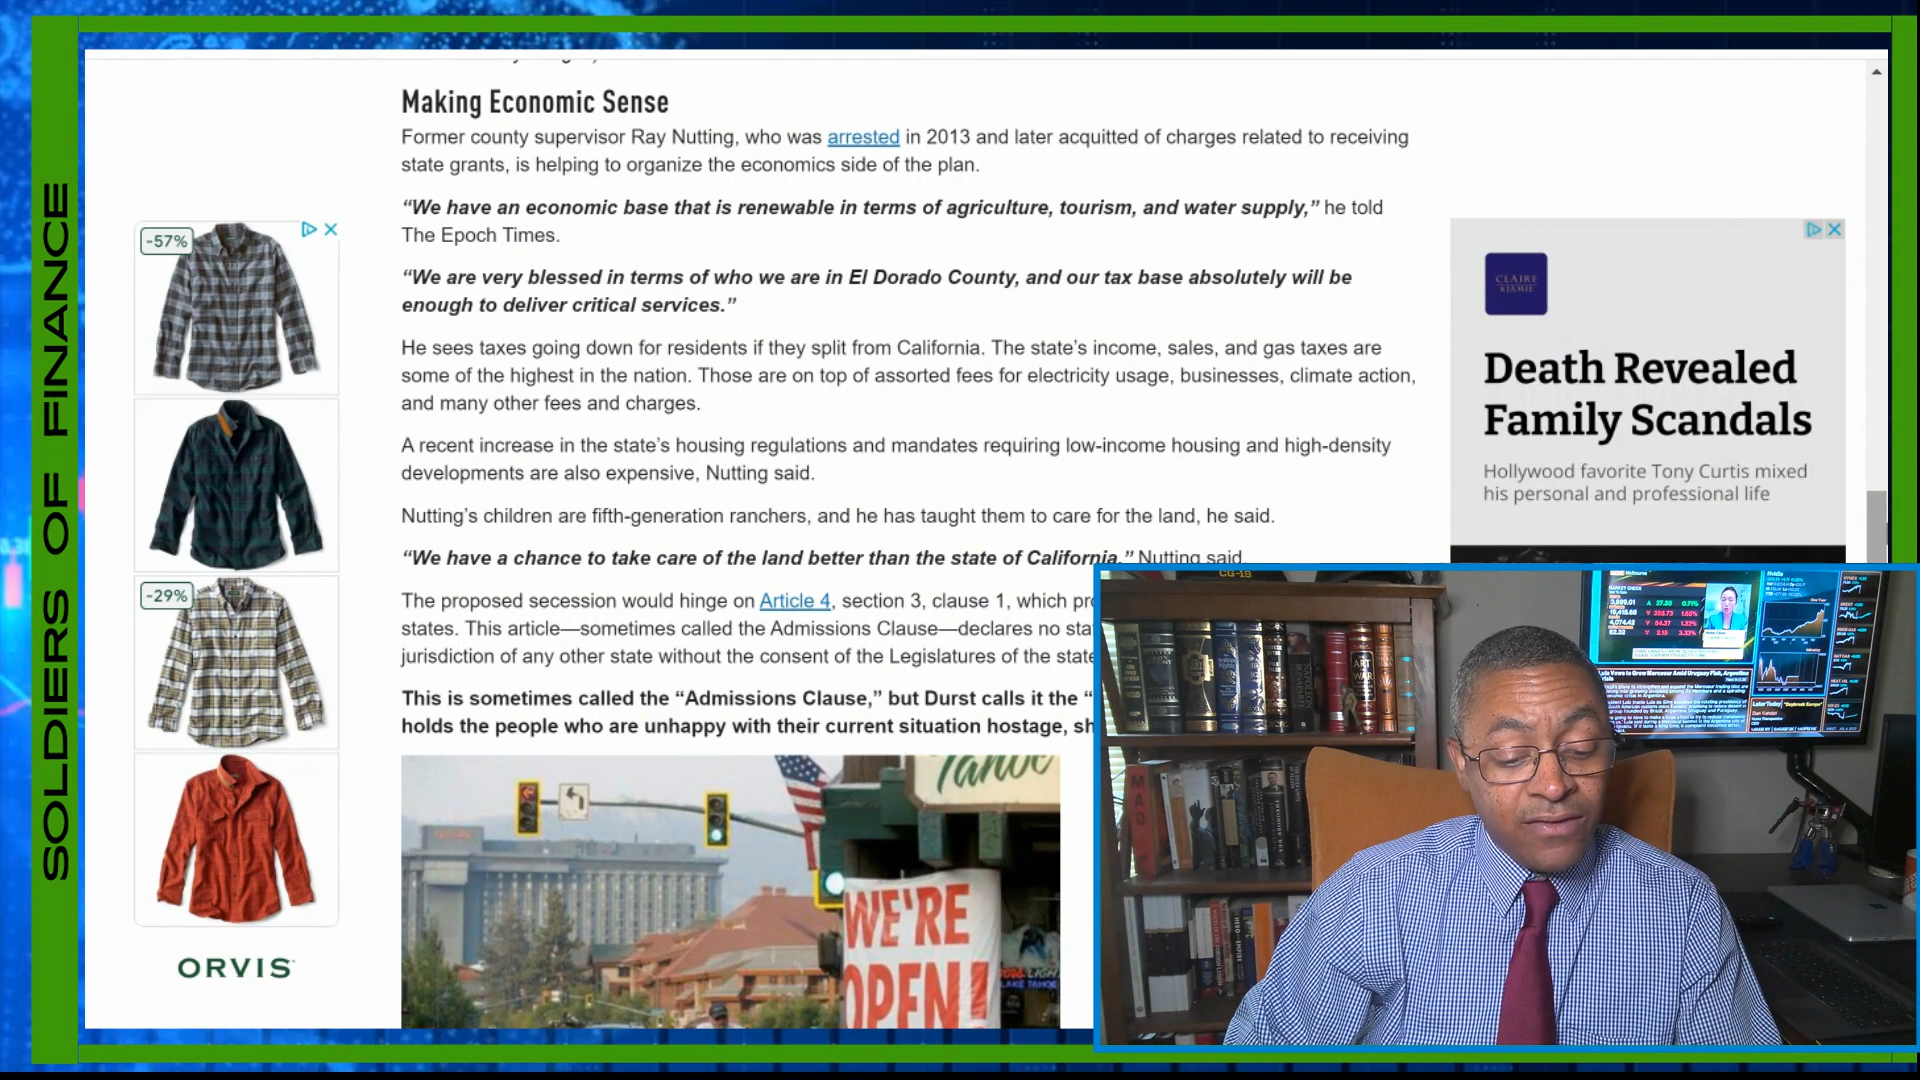 SOLDIERS OF FINANCE
Making Economic Sense
Former county supervisor Ray Nutting, who was arrested in 2013 and later acquitted of charges related to receiving
state grants, is helping to organize the economics side of the plan.
“We have an economic base that is renewable in terms of agriculture, tourism, and water supply,” he told
The Epoch Times.
“We are very blessed in terms of who we are in El Dorado County, and our tax base absolutely will be
enough to deliver critical services.”
He sees taxes going down for residents if they split from California. The state’s income, sales, and gas taxes are
some of the highest in the nation. Those are on top of assorted fees for electricity usage, businesses, climate action,
and many other fees and charges.
A recent increase in the state’s housing regulations and mandates requiring low-income housing and high-density
developments are also expensive, Nutting said.
Nutting’s children are fifth-generation ranchers, and he has taught them to care for the land, he said.
“We have a chance to take care of the land better than the state of California,” Nutting said
The proposed secession would hinge on Article 4, section 3, clause 1, which
states. This article—sometimes called the Admissions Clause—declares no
jurisdiction of any other state without the consent of the Legislatures of the
This is sometimes called the “Admissions Clause,” but Durst calls it the “
holds the people who are unhappy with their current situation hostage,
-57%
-29%
ORVIS
CLAIRE
&JAMIE
Death Revealed
Family Scandals
Hollywood favorite Tony Curtis mixed
his personal and professional life
Tahoe
WE'RE
OPEN!
LAKE TAHOE
CG-19
ART
WAR
MAO
Nvidia
MARKET CHECK